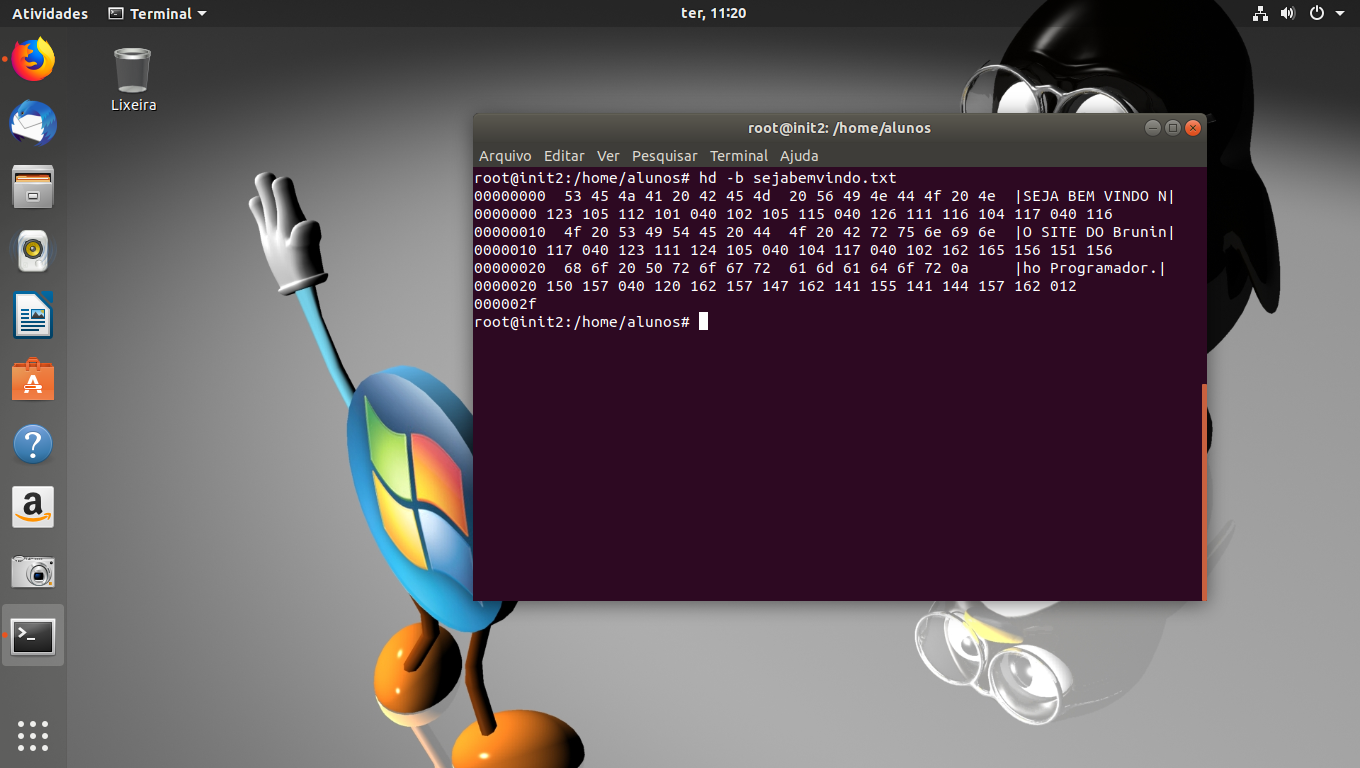 Atividades Terminal ter, 11:20
Lixeira
root@init2: /home/alunos
Arquivo Editar Ver Pesquisar Terminal Ajuda
root@init2:/home/alunos# hd -b sejabemvindo.txt
00000000  53 45 4a 41 20 42 45 4d  20 56 49 4e 44 4f 20 4e  |SEJA BEM VINDO N|
0000000 123 105 112 101 040 102 105 115 040 126 111 116 104 117 040 116
00000010  4f 20 53 49 54 45 20 44  4f 20 42 72 75 6e 69 6e  |O SITE DO Brunin|
0000010 117 040 123 111 124 105 040 104 117 040 102 162 165 156 151 156
00000020  68 6f 20 50 72 6f 67 72  61 6d 61 64 6f 72 0a     |ho Programador.|
0000020 150 157 040 120 162 157 147 162 141 155 141 144 157 162 012
000002f
root@init2:/home/alunos#